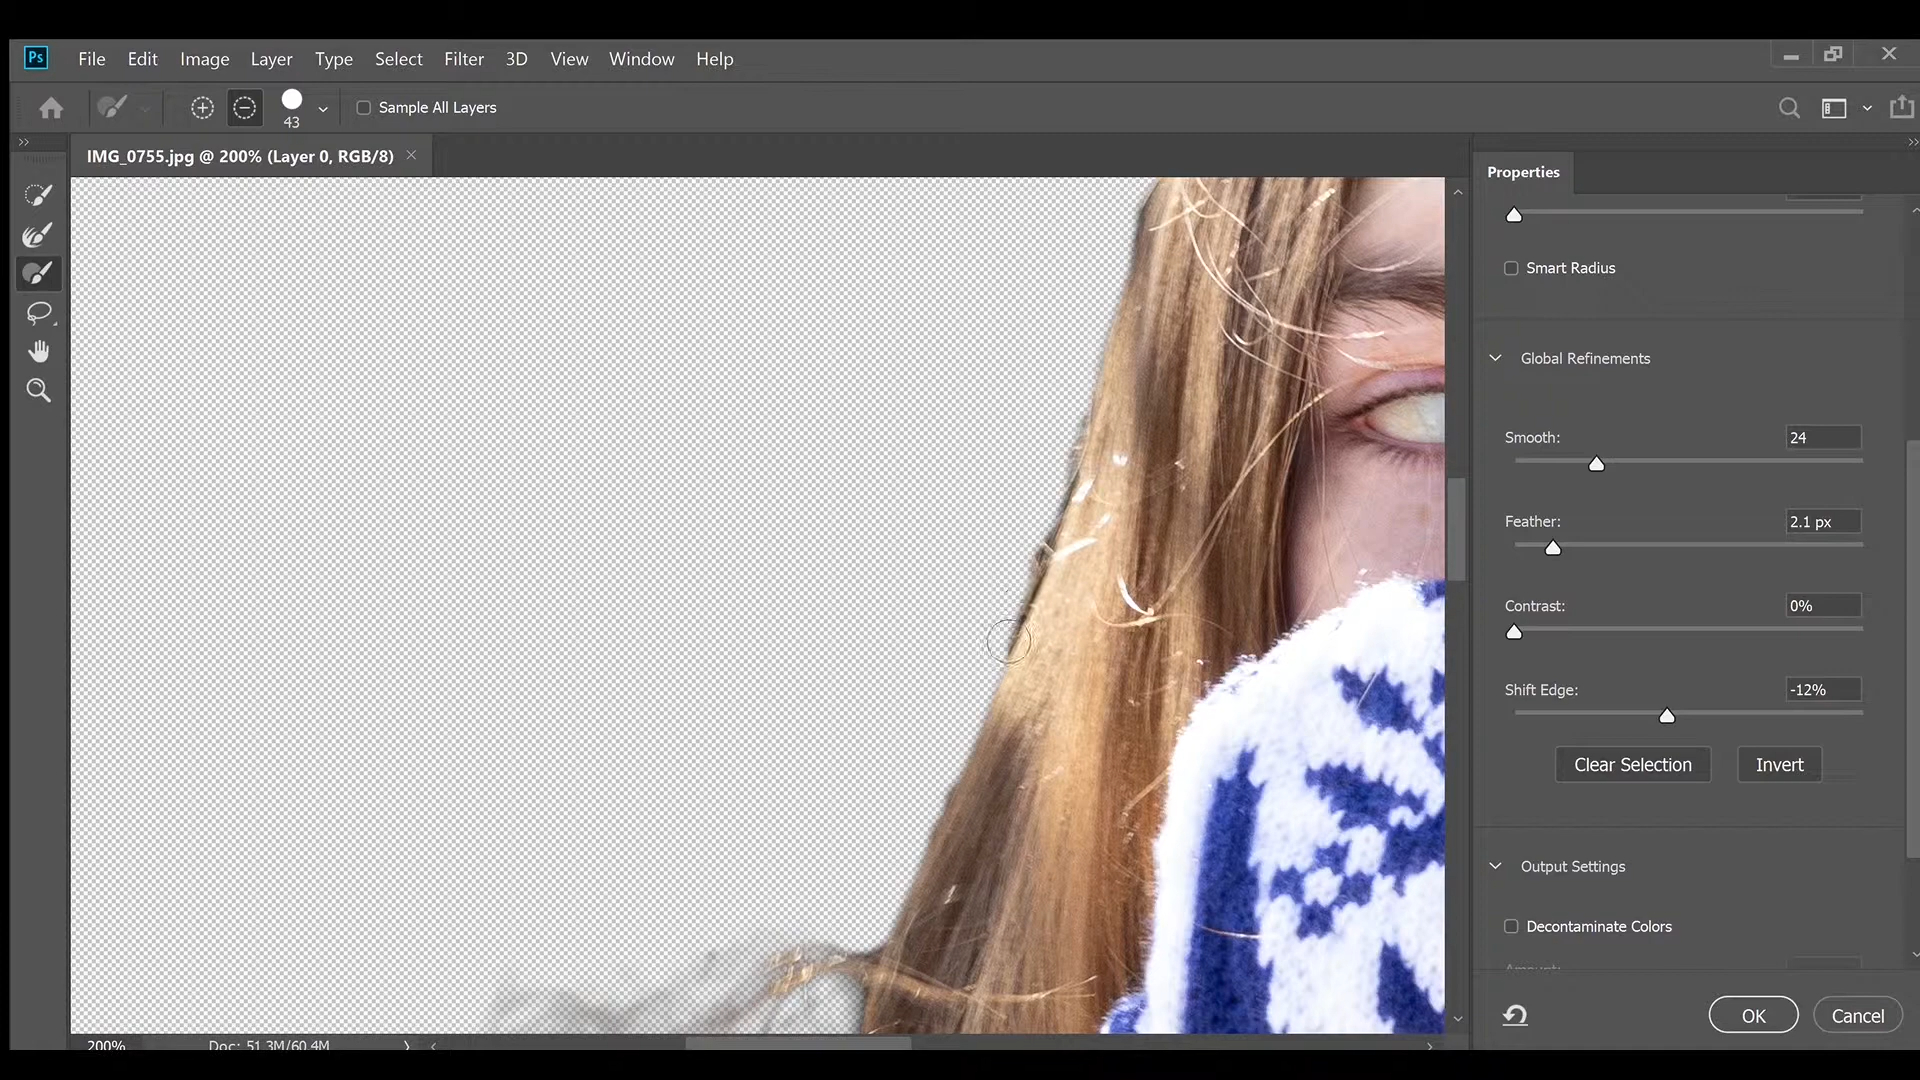 Ps File Edit Image Layer Type Select Filter 3D View Window Help
43
Sample All Layers
IMG_0755.jpg @ 200% (Layer 0, RGB/8)
Properties
Smart Radius
Global Refinements
Smooth: 24
Feather: 2.1 px
Contrast: 0%
Shift Edge: -12%
Clear Selection Invert
Output Settings
Decontaminate Colors
Amount:
OK Cancel
200% Doc: 51.3M/60.4M